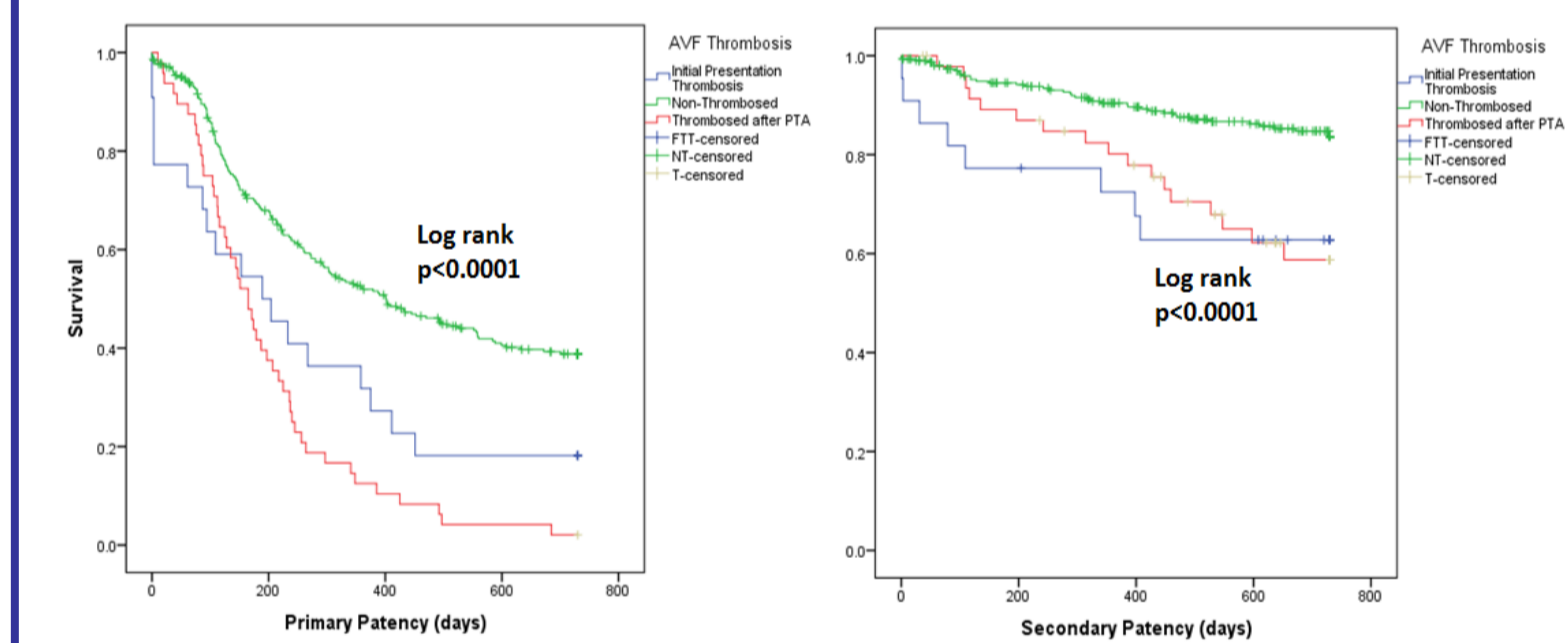 AVF Thrombosis
Initial Presentation
Thrombosis
Non-Thrombosed
Thrombosed after PTA
FTT-censored
NT-censored
T-censored
Log rank
p<0.0001
Survival
1.0
0.8
0.6
0.4
0.2
0.0
0 200 400 600 800
Primary Patency (days)
AVF Thrombosis
Initial Presentation
Thrombosis
Non-Thrombosed
Thrombosed after PTA
FTT-censored
NT-censored
T-censored
Log rank
p<0.0001
1.0
0.8
0.6
0.4
0.2
0.0
0 200 400 600 800
Secondary Patency (days)